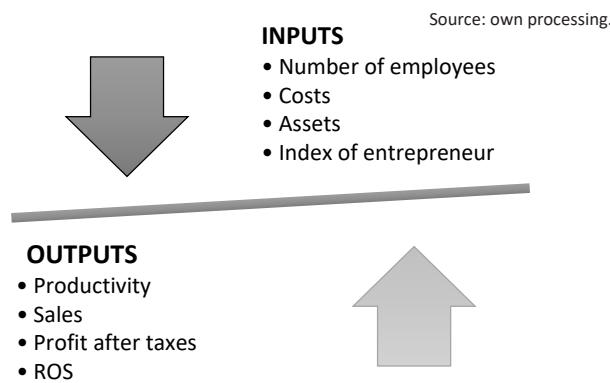 Source: own processing.
INPUTS
• Number of employees
• Costs
• Assets
• Index of entrepreneur
OUTPUTS
• Productivity
• Sales
• Profit after taxes
• ROS